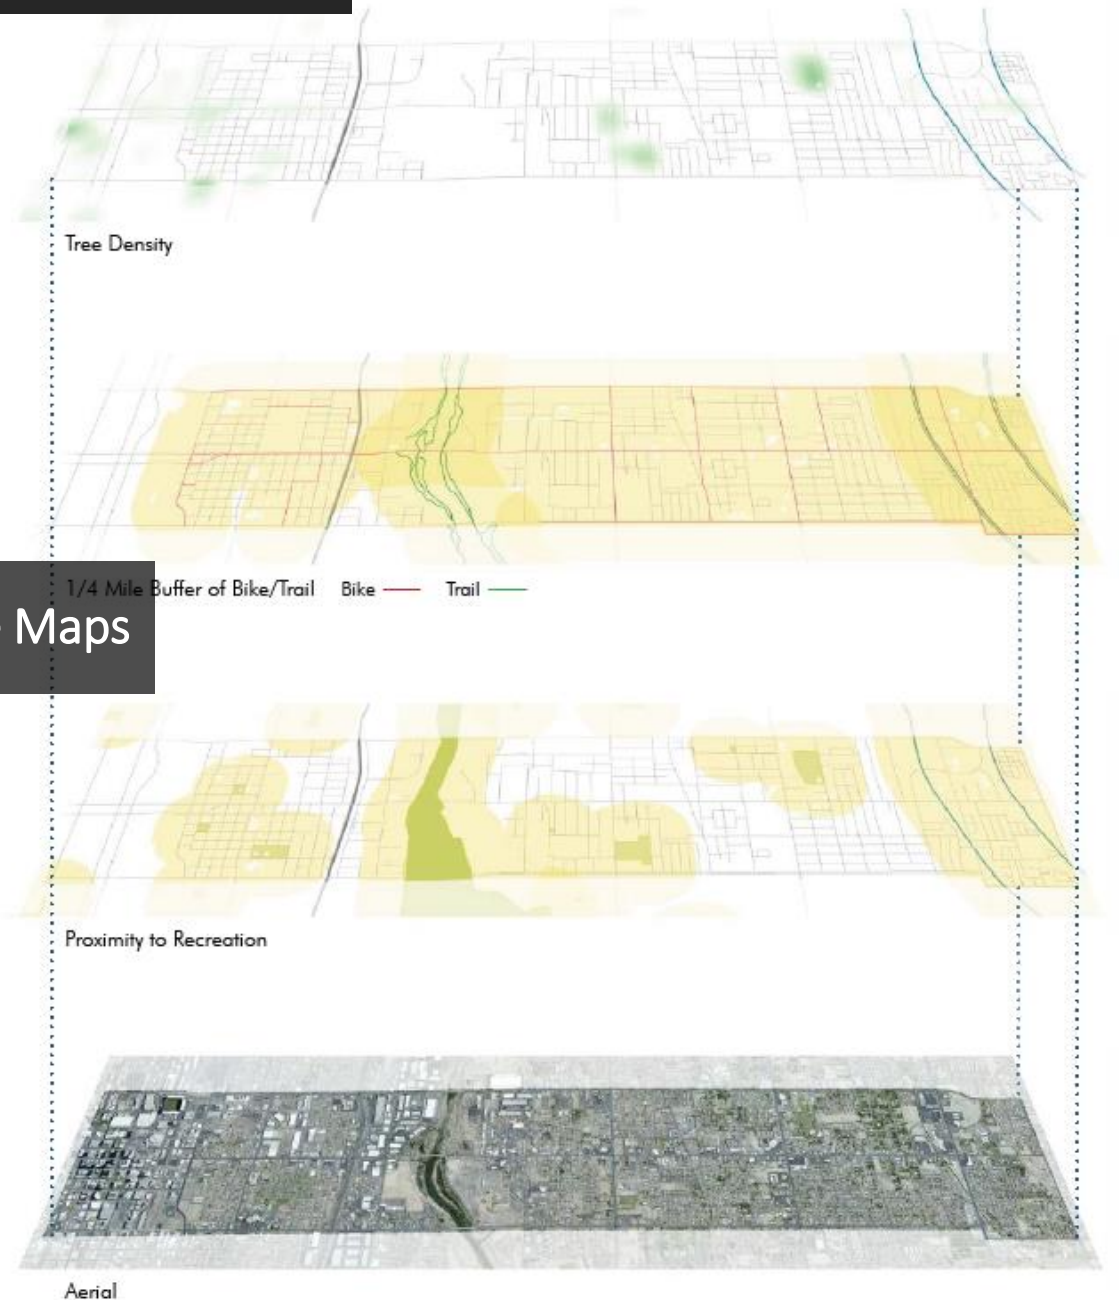 Tree Density
1/4 Mile Buffer of Bike/Trail Bike Trail
Maps
Proximity to Recreation
Aerial